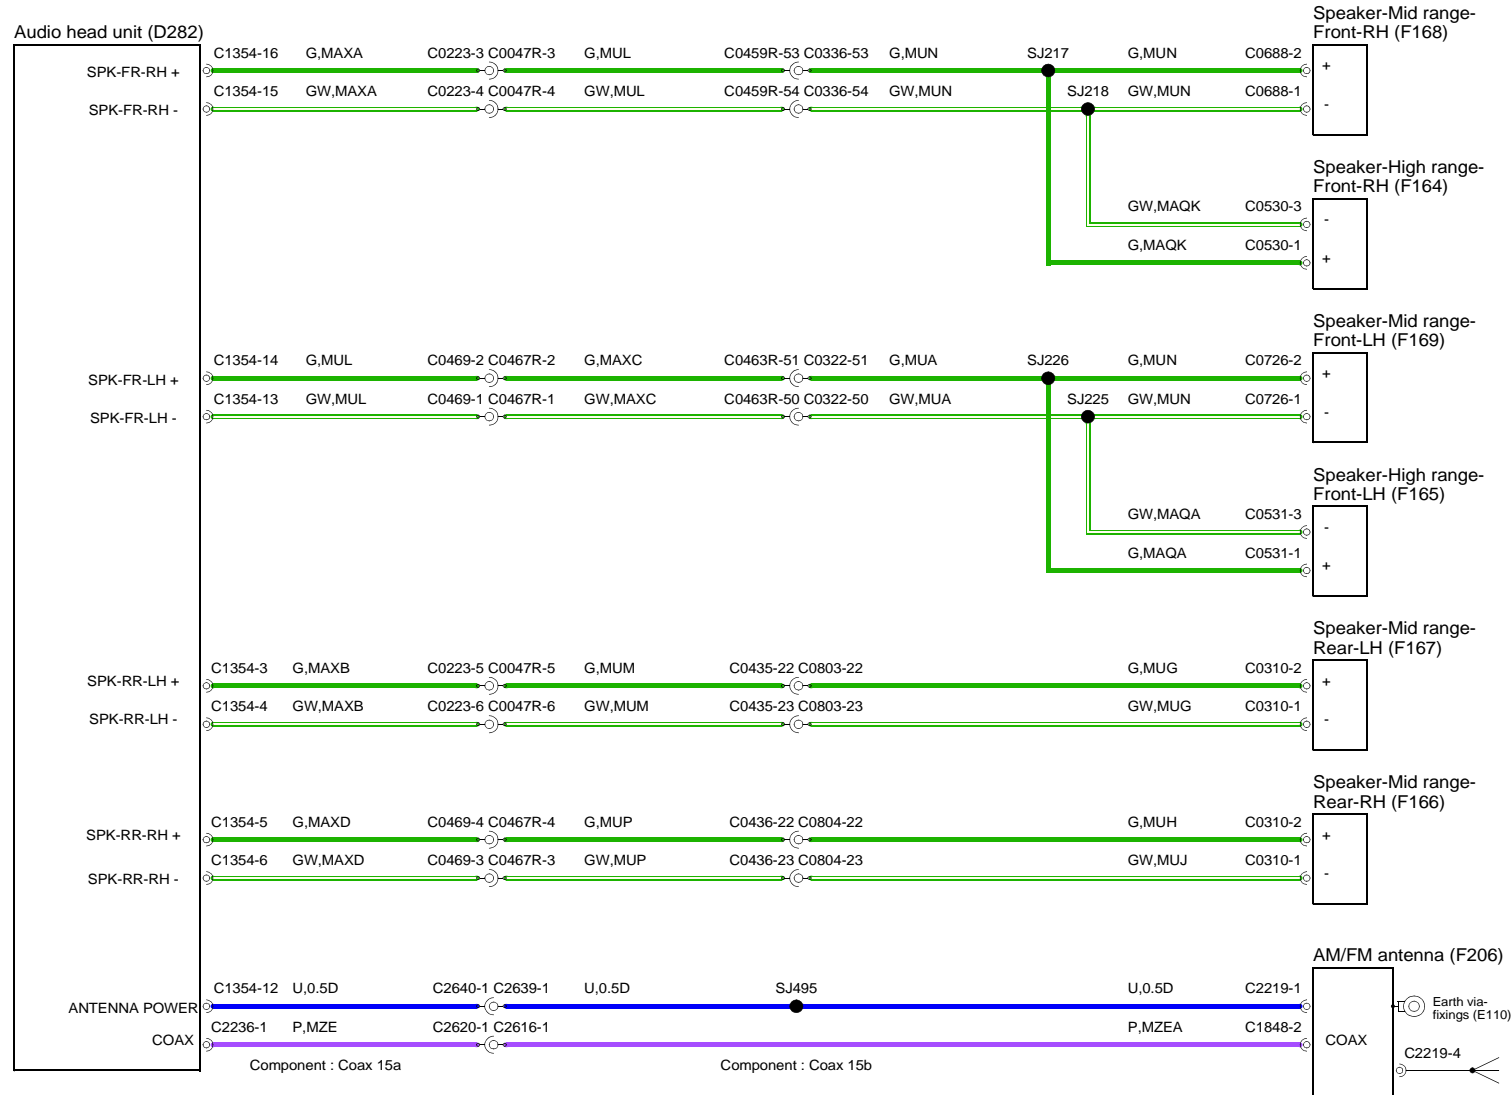 Audio head unit (D282)
Speaker-Mid range-
Front-RH (F168)
SPK-FR-RH +
C1354-16 G,MAXA C0223-3 C0047R-3 G,MUL C0459R-53 C0336-53 G,MUN SJ217 G,MUN C0688-2
+
SPK-FR-RH -
C1354-15 GW,MAXA C0223-4 C0047R-4 GW,MUL C0459R-54 C0336-54 GW,MUN SJ218 GW,MUN C0688-1
-
Speaker-High range-
Front-RH (F164)
GW,MAQK C0530-3
-
G,MAQK C0530-1
+
Speaker-Mid range-
Front-LH (F169)
SPK-FR-LH +
C1354-14 G,MUL C0469-2 C0467R-2 G,MAXC C0463R-51 C0322-51 G,MUA SJ226 G,MUN C0726-2
+
SPK-FR-LH -
C1354-13 GW,MUL C0469-1 C0467R-1 GW,MAXC C0463R-50 C0322-50 GW,MUA SJ225 GW,MUN C0726-1
-
Speaker-High range-
Front-LH (F165)
GW,MAQA C0531-3
-
G,MAQA C0531-1
+
Speaker-Mid range-
Rear-LH (F167)
SPK-RR-LH +
C1354-3 G,MAXB C0223-5 C0047R-5 G,MUM C0435-22 C0803-22 G,MUG C0310-2
+
SPK-RR-LH -
C1354-4 GW,MAXB C0223-6 C0047R-6 GW,MUM C0435-23 C0803-23 GW,MUG C0310-1
-
Speaker-Mid range-
Rear-RH (F166)
SPK-RR-RH +
C1354-5 G,MAXD C0469-4 C0467R-4 G,MUP C0436-22 C0804-22 G,MUH C0310-2
+
SPK-RR-RH -
C1354-6 GW,MAXD C0469-3 C0467R-3 GW,MUP C0436-23 C0804-23 GW,MUJ C0310-1
-
AM/FM antenna (F206)
ANTENNA POWER
C1354-12 U,0.5D C2640-1 C2639-1 U,0.5D SJ495 U,0.5D C2219-1
Earth via-
fixings (E110)
COAX
C2236-1 P,MZE C2620-1 C2616-1 P,MZEA C1848-2
COAX
C2219-4
Component : Coax 15a
Component : Coax 15b